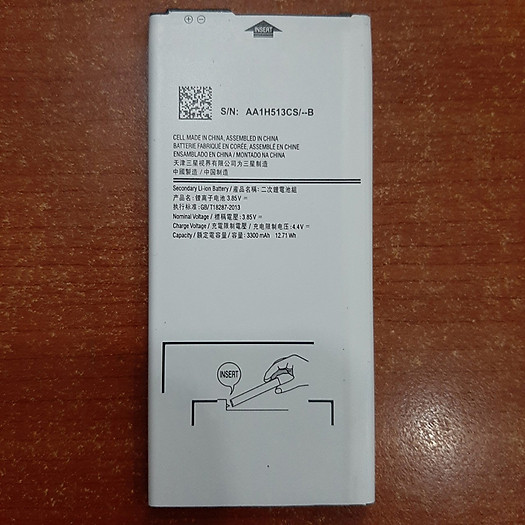 INSERT
S/N: AA1H513CS/--B
CELL MADE IN CHINA, ASSEMBLED IN CHINA
BATTERIE FABRIQUÉ EN CORÉE, ASSEMBLÉ EN CHINE
ENSAMBLADO EN CHINA / MONTADO NA CHINA
天津三星視界有限公司為三星制造
中國製造 / 中国制造
Secondary Li-ion Battery / 產品名稱: 二次鋰電池組
产品名: 锂离子电池 3.85V ⎓
执行标准: GB/T18287-2013
Nominal Voltage / 標稱電壓: 3.85V ⎓
Charge Voltage / 充電限制電壓 / 充电限制电压: 4.4V ⎓
Capacity / 額定電容量 / 容量: 3300 mAh 12.71 Wh
INSERT